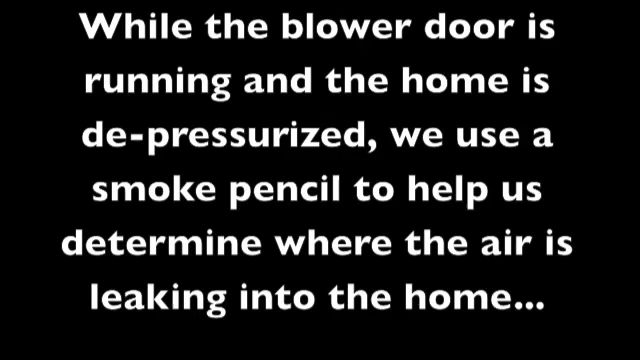 While the blower door is
running and the home is
de-pressurized, we use a
smoke pencil to help us
determine where the air is
leaking into the home...